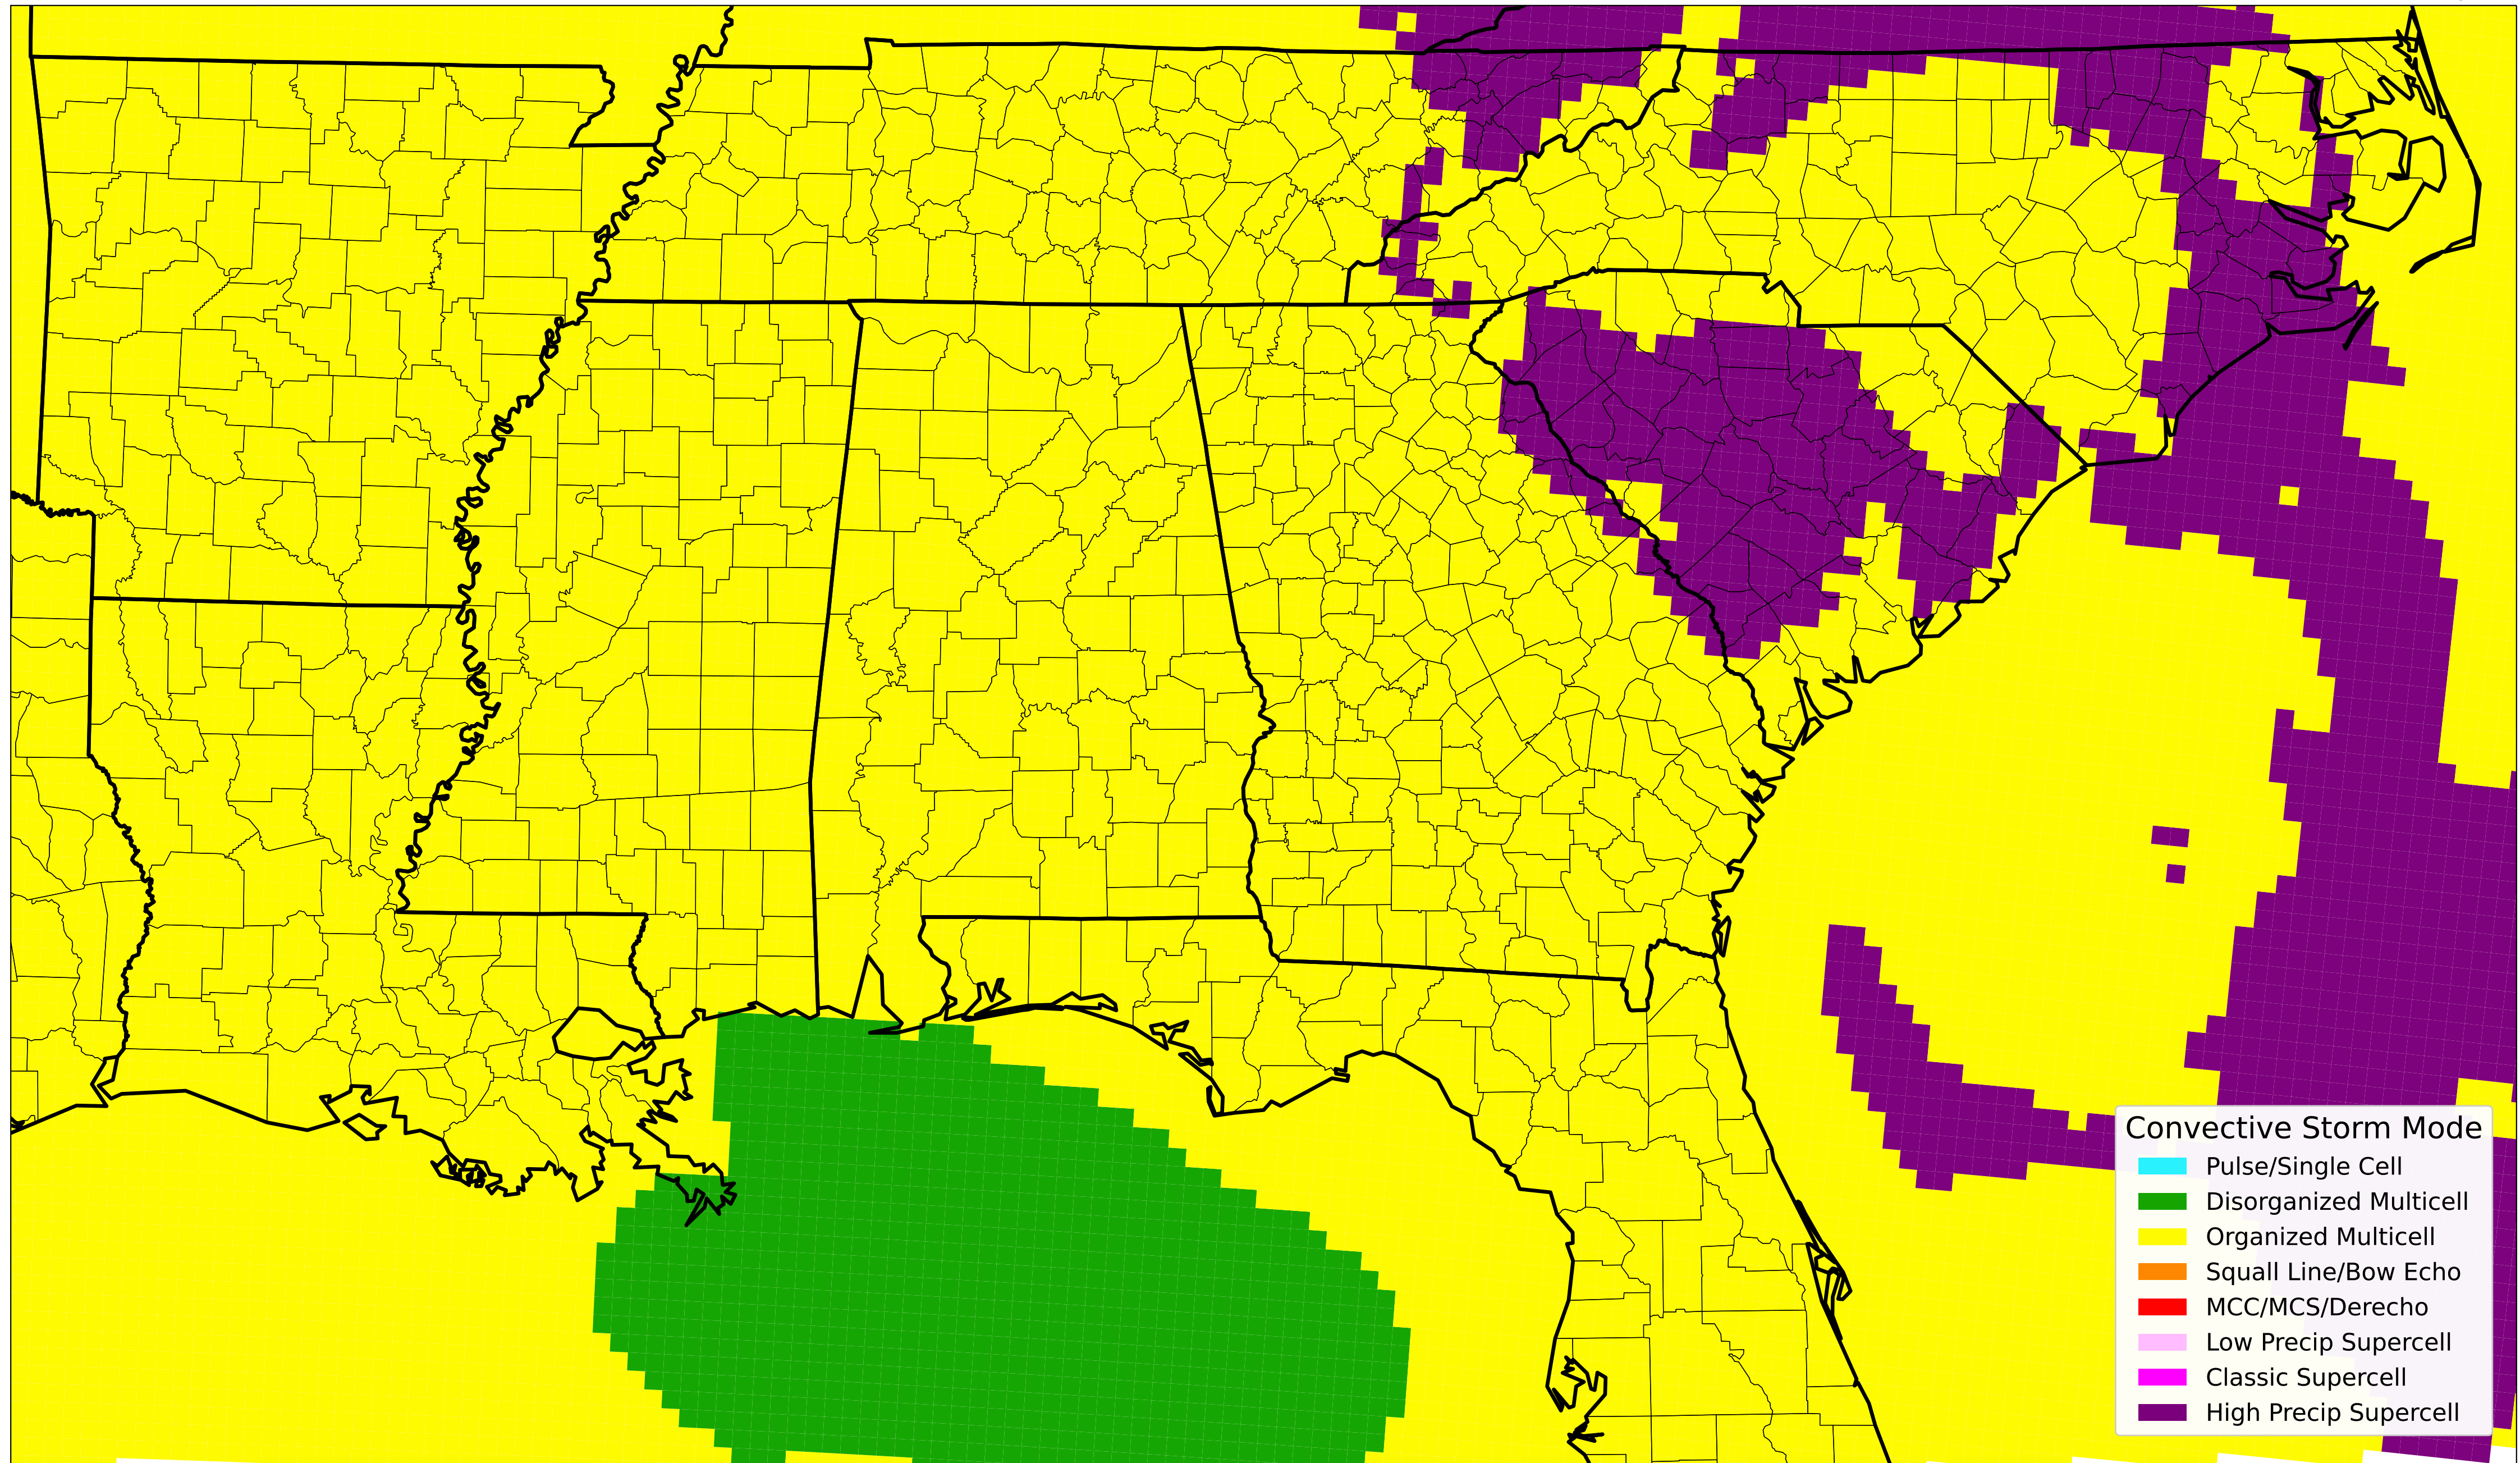 Convective Storm Mode
Pulse/Single Cell
Disorganized Multicell
Organized Multicell
Squall Line/Bow Echo
MCC/MCS/Derecho
Low Precip Supercell
Classic Supercell
High Precip Supercell